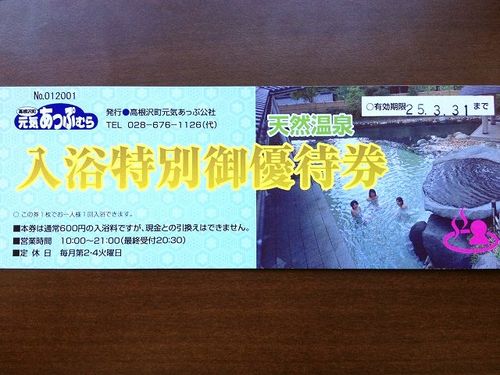 No.012001
高根沢町
元気あっぷむら
発行●高根沢町元気あっぷ公社
TEL 028-676-1126(代)
○有効期限 25.3.31 まで
天然温泉
入浴特別御優待券
○この券1枚でお一人様1回入浴できます。
■本券は通常600円の入浴料ですが、現金との引換えはできません。
■営業時間 10:00~21:00(最終受付20:30)
■定休日 毎月第2・4火曜日